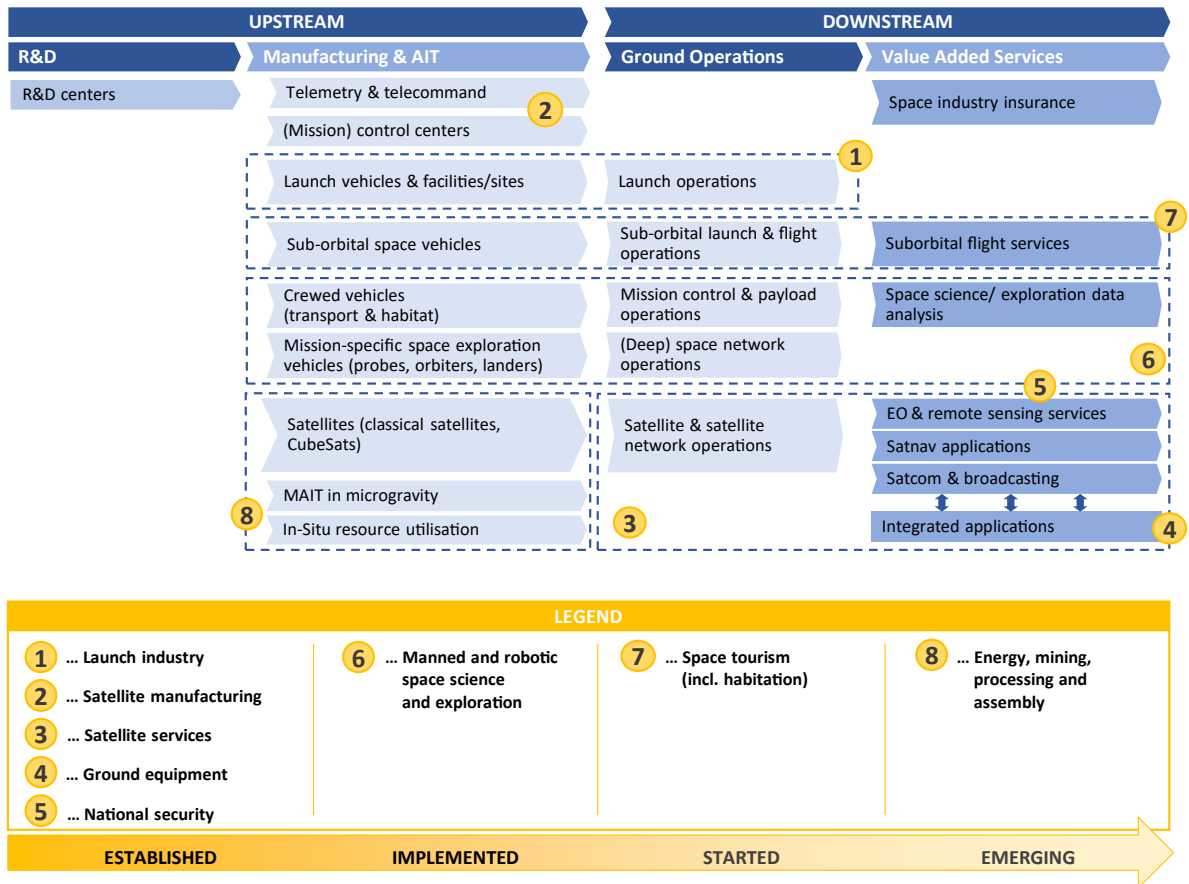 UPSTREAM
DOWNSTREAM
R&D
Manufacturing & AIT
Ground Operations
Value Added Services
R&D centers
Telemetry & telecommand
2
(Mission) control centers
Space industry insurance
1
Launch vehicles & facilities/sites
Launch operations
7
Sub-orbital space vehicles
Sub-orbital launch & flight
operations
Suborbital flight services
Crewed vehicles
(transport & habitat)
Mission control & payload
operations
Space science/ exploration data
analysis
Mission-specific space exploration
vehicles (probes, orbiters, landers)
(Deep) space network
operations
6
5
Satellites (classical satellites,
CubeSats)
Satellite & satellite
network operations
EO & remote sensing services
Satnav applications
Satcom & broadcasting
MAIT in microgravity
8
In-Situ resource utilisation
3
Integrated applications
4
LEGEND
1 ... Launch industry
2 ... Satellite manufacturing
3 ... Satellite services
4 ... Ground equipment
5 ... National security
6 ... Manned and robotic
space science
and exploration
7 ... Space tourism
(incl. habitation)
8 ... Energy, mining,
processing and
assembly
ESTABLISHED
IMPLEMENTED
STARTED
EMERGING